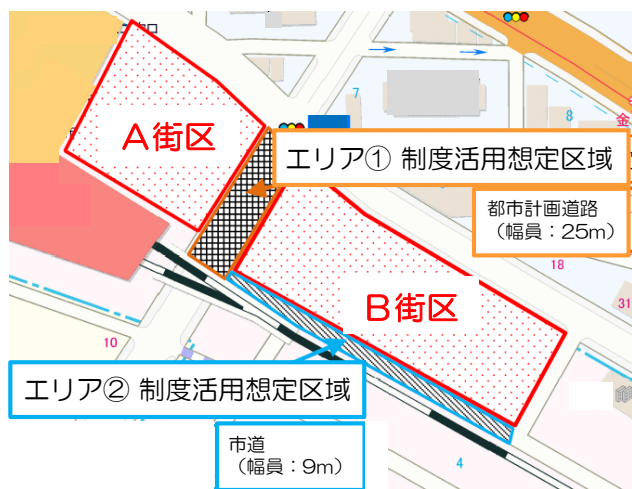 A街区
エリア① 制度活用想定区域
都市計画道路
(幅員：25m)
7
8
金
18
31
B街区
10
エリア② 制度活用想定区域
市道
(幅員：9m)
4